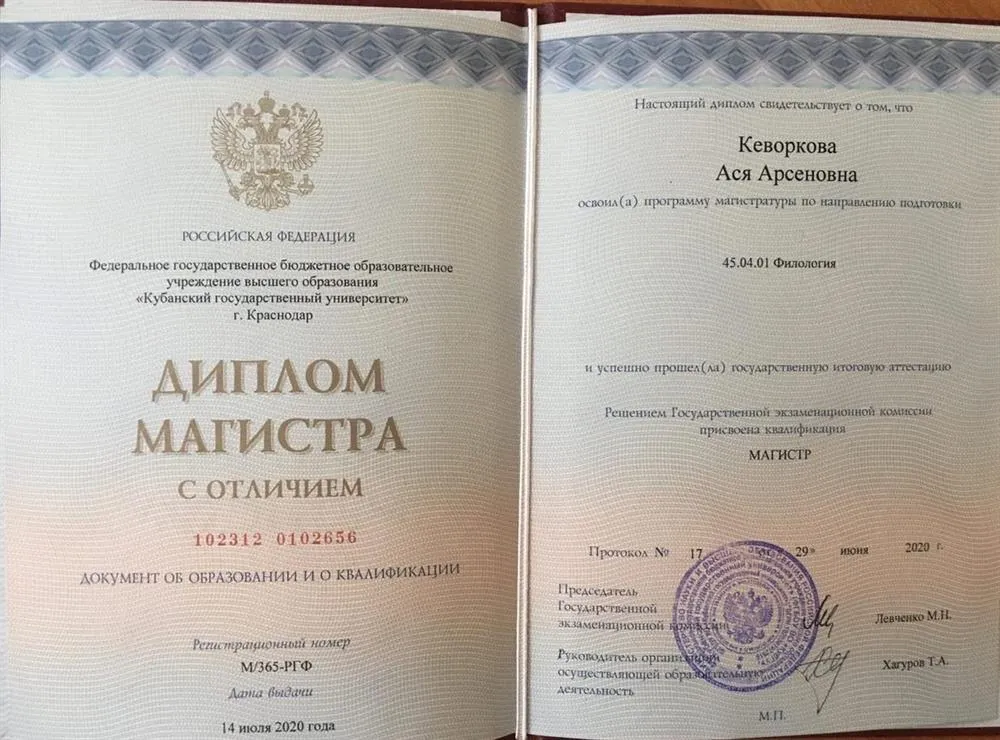 РОССИЙСКАЯ ФЕДЕРАЦИЯ
Федеральное государственное бюджетное образовательное
учреждение высшего образования
«Кубанский государственный университет»
г. Краснодар
ДИПЛОМ
МАГИСТРА
С ОТЛИЧИЕМ
102312 0102656
ДОКУМЕНТ ОБ ОБРАЗОВАНИИ И О КВАЛИФИКАЦИИ
Регистрационный номер
М/365-РГФ
Дата выдачи
14 июля 2020 года
Настоящий диплом свидетельствует о том, что
Кеворкова
Ася Арсеновна
освоил(а) программу магистратуры по направлению подготовки
45.04.01 Филология
и успешно прошел(ла) государственную итоговую аттестацию
Решением Государственной экзаменационной комиссии
присвоена квалификация
МАГИСТР
Протокол № 17 от «29» июня 2020 г.
Председатель
Государственной
экзаменационной комиссии Левченко М.Н.
Руководитель организации,
осуществляющей образовательную Хагуров Т.А.
деятельность
М.П.